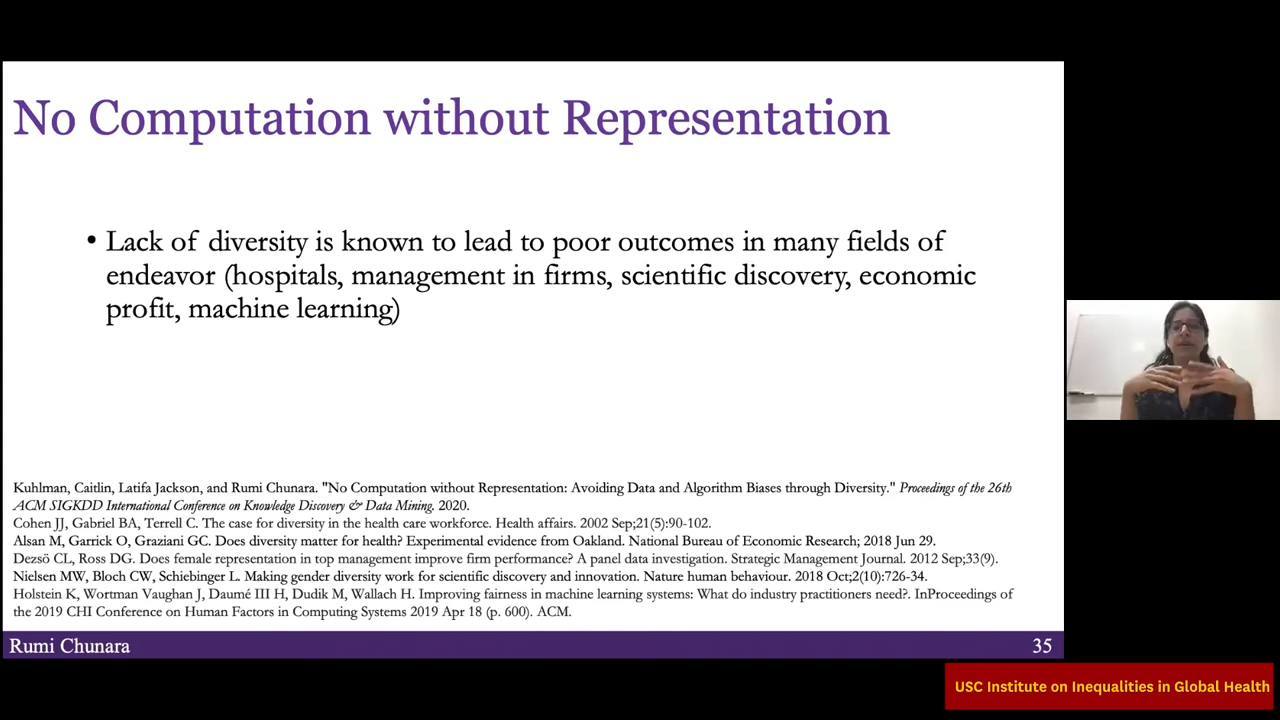 No Computation without Representation
• Lack of diversity is known to lead to poor outcomes in many fields of
endeavor (hospitals, management in firms, scientific discovery, economic
profit, machine learning)
Kuhlman, Caitlin, Latifa Jackson, and Rumi Chunara. "No Computation without Representation: Avoiding Data and Algorithm Biases through Diversity." Proceedings of the 26th
ACM SIGKDD International Conference on Knowledge Discovery & Data Mining. 2020.
Cohen JJ, Gabriel BA, Terrell C. The case for diversity in the health care workforce. Health affairs. 2002 Sep;21(5):90-102.
Alsan M, Garrick O, Graziani GC. Does diversity matter for health? Experimental evidence from Oakland. National Bureau of Economic Research; 2018 Jun 29.
Dezsö CL, Ross DG. Does female representation in top management improve firm performance? A panel data investigation. Strategic Management Journal. 2012 Sep;33(9).
Nielsen MW, Bloch CW, Schiebinger L. Making gender diversity work for scientific discovery and innovation. Nature human behaviour. 2018 Oct;2(10):726-34.
Holstein K, Wortman Vaughan J, Daumé III H, Dudik M, Wallach H. Improving fairness in machine learning systems: What do industry practitioners need?. InProceedings of
the 2019 CHI Conference on Human Factors in Computing Systems 2019 Apr 18 (p. 600). ACM.
Rumi Chunara 35
USC Institute on Inequalities in Global Health